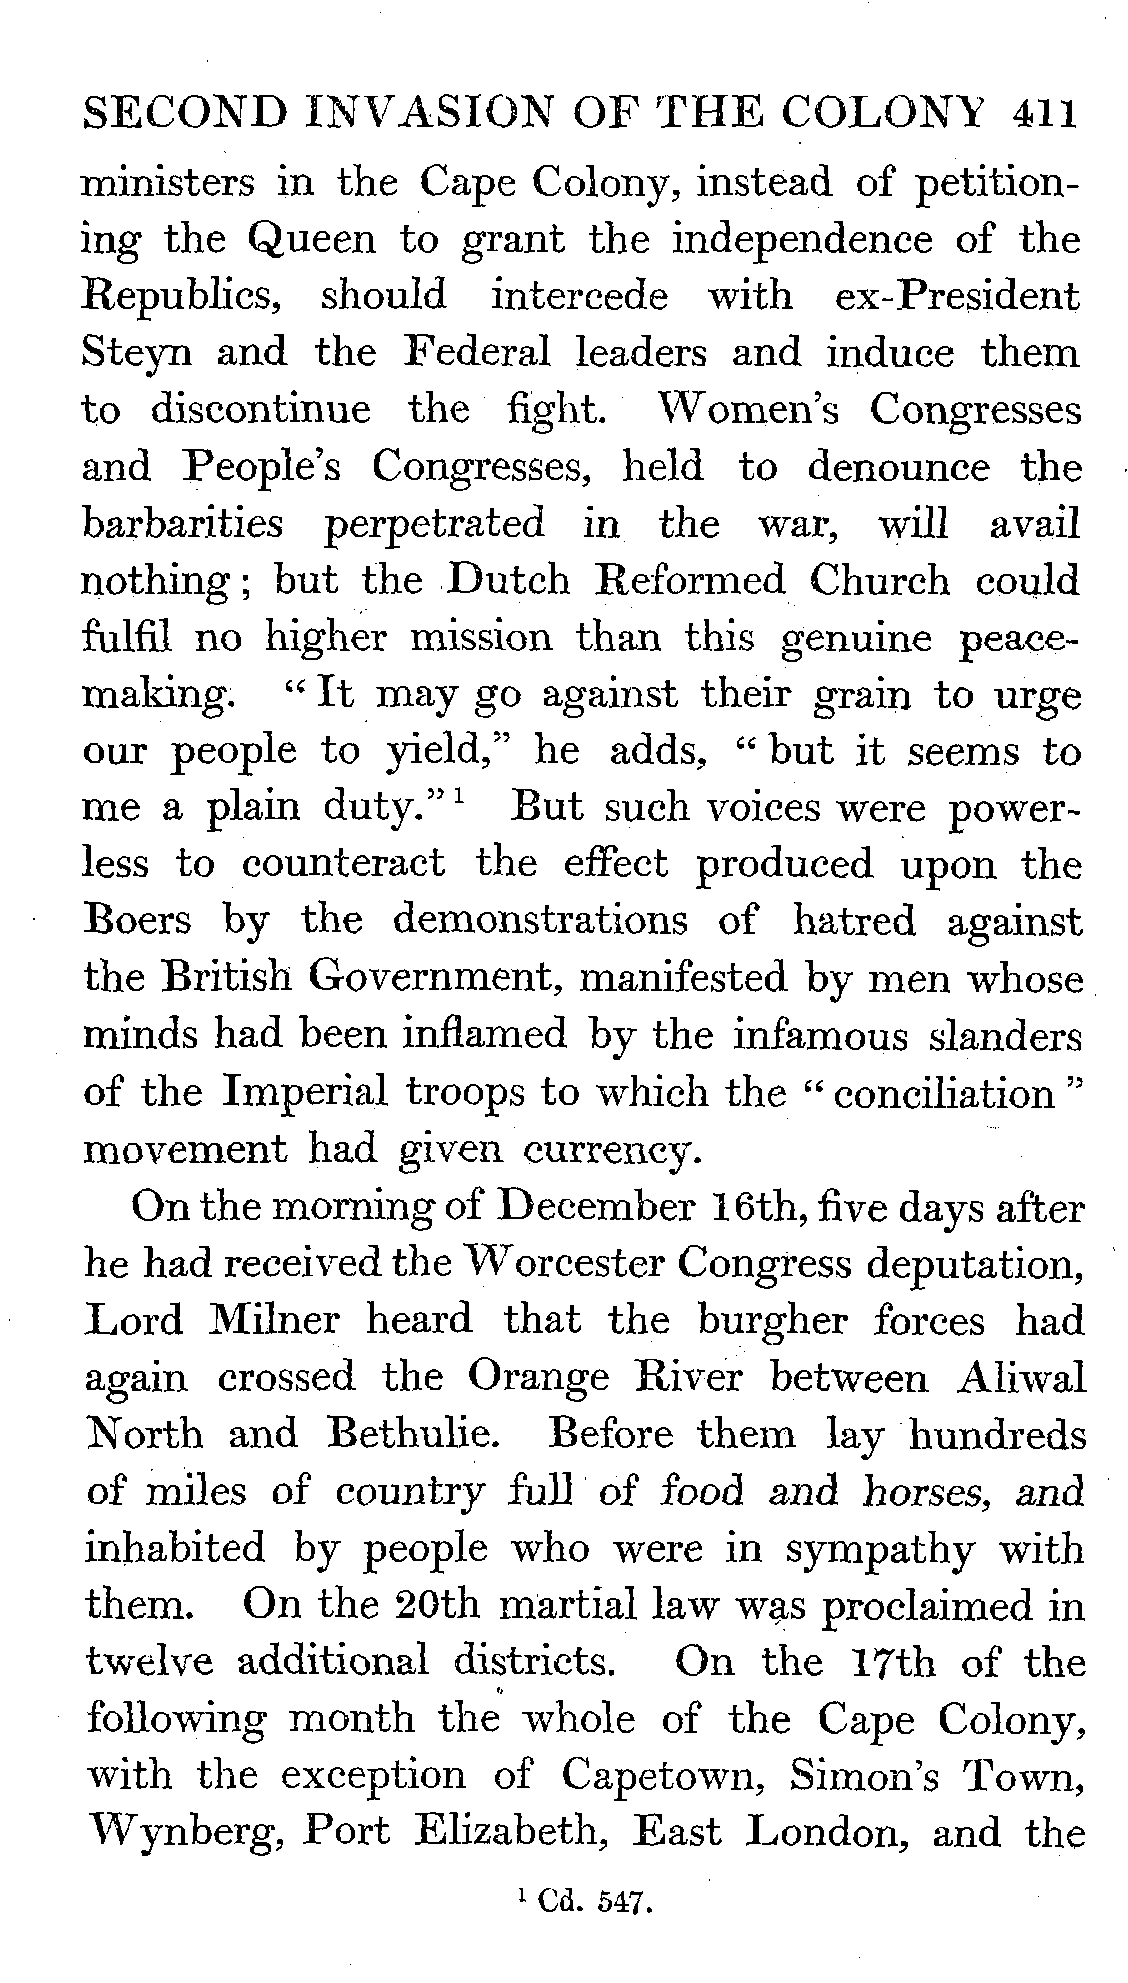 SECOND INVASION OF THE COLONY 411
ministers in the Cape Colony, instead of petition-
ing the Queen to grant the independence of the
Republics, should intercede with ex-President
Steyn and the Federal leaders and induce them
to discontinue the fight. Women's Congresses
and People's Congresses, held to denounce the
barbarities perpetrated in the war, will avail
nothing; but the Dutch Reformed Church could
fulfil no higher mission than this genuine peace-
making. "It may go against their grain to urge
our people to yield," he adds, "but it seems to
me a plain duty."¹ But such voices were power-
less to counteract the effect produced upon the
Boers by the demonstrations of hatred against
the British Government, manifested by men whose
minds had been inflamed by the infamous slanders
of the Imperial troops to which the "conciliation"
movement had given currency.
On the morning of December 16th, five days after
he had received the Worcester Congress deputation,
Lord Milner heard that the burgher forces had
again crossed the Orange River between Aliwal
North and Bethulie. Before them lay hundreds
of miles of country full of food and horses, and
inhabited by people who were in sympathy with
them. On the 20th martial law was proclaimed in
twelve additional districts. On the 17th of the
following month the whole of the Cape Colony,
with the exception of Capetown, Simon's Town,
Wynberg, Port Elizabeth, East London, and the
¹ Cd. 547.